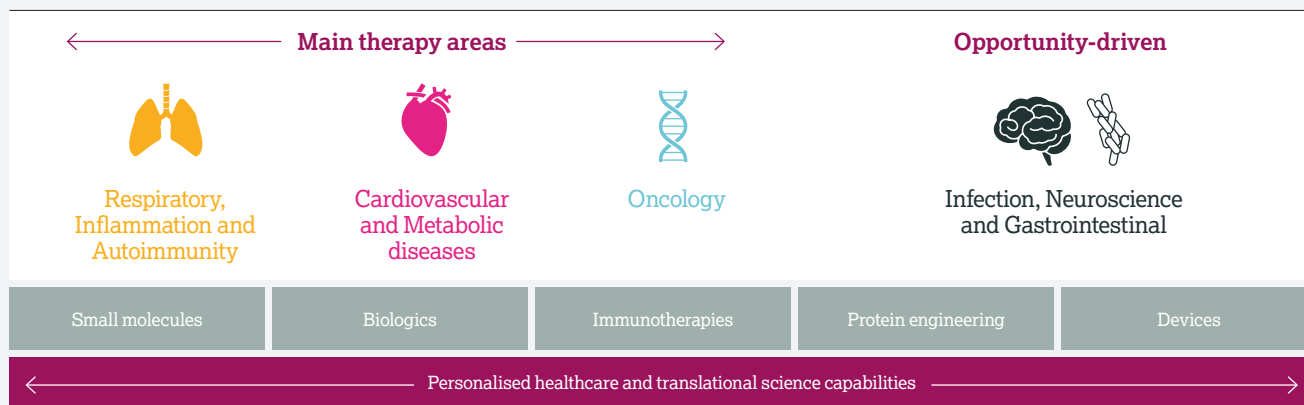 Main therapy areas
Opportunity-driven
Respiratory,
Inflammation and
Autoimmunity
Cardiovascular
and Metabolic
diseases
Oncology
Infection, Neuroscience
and Gastrointestinal
Small molecules
Biologics
Immunotherapies
Protein engineering
Devices
Personalised healthcare and translational science capabilities